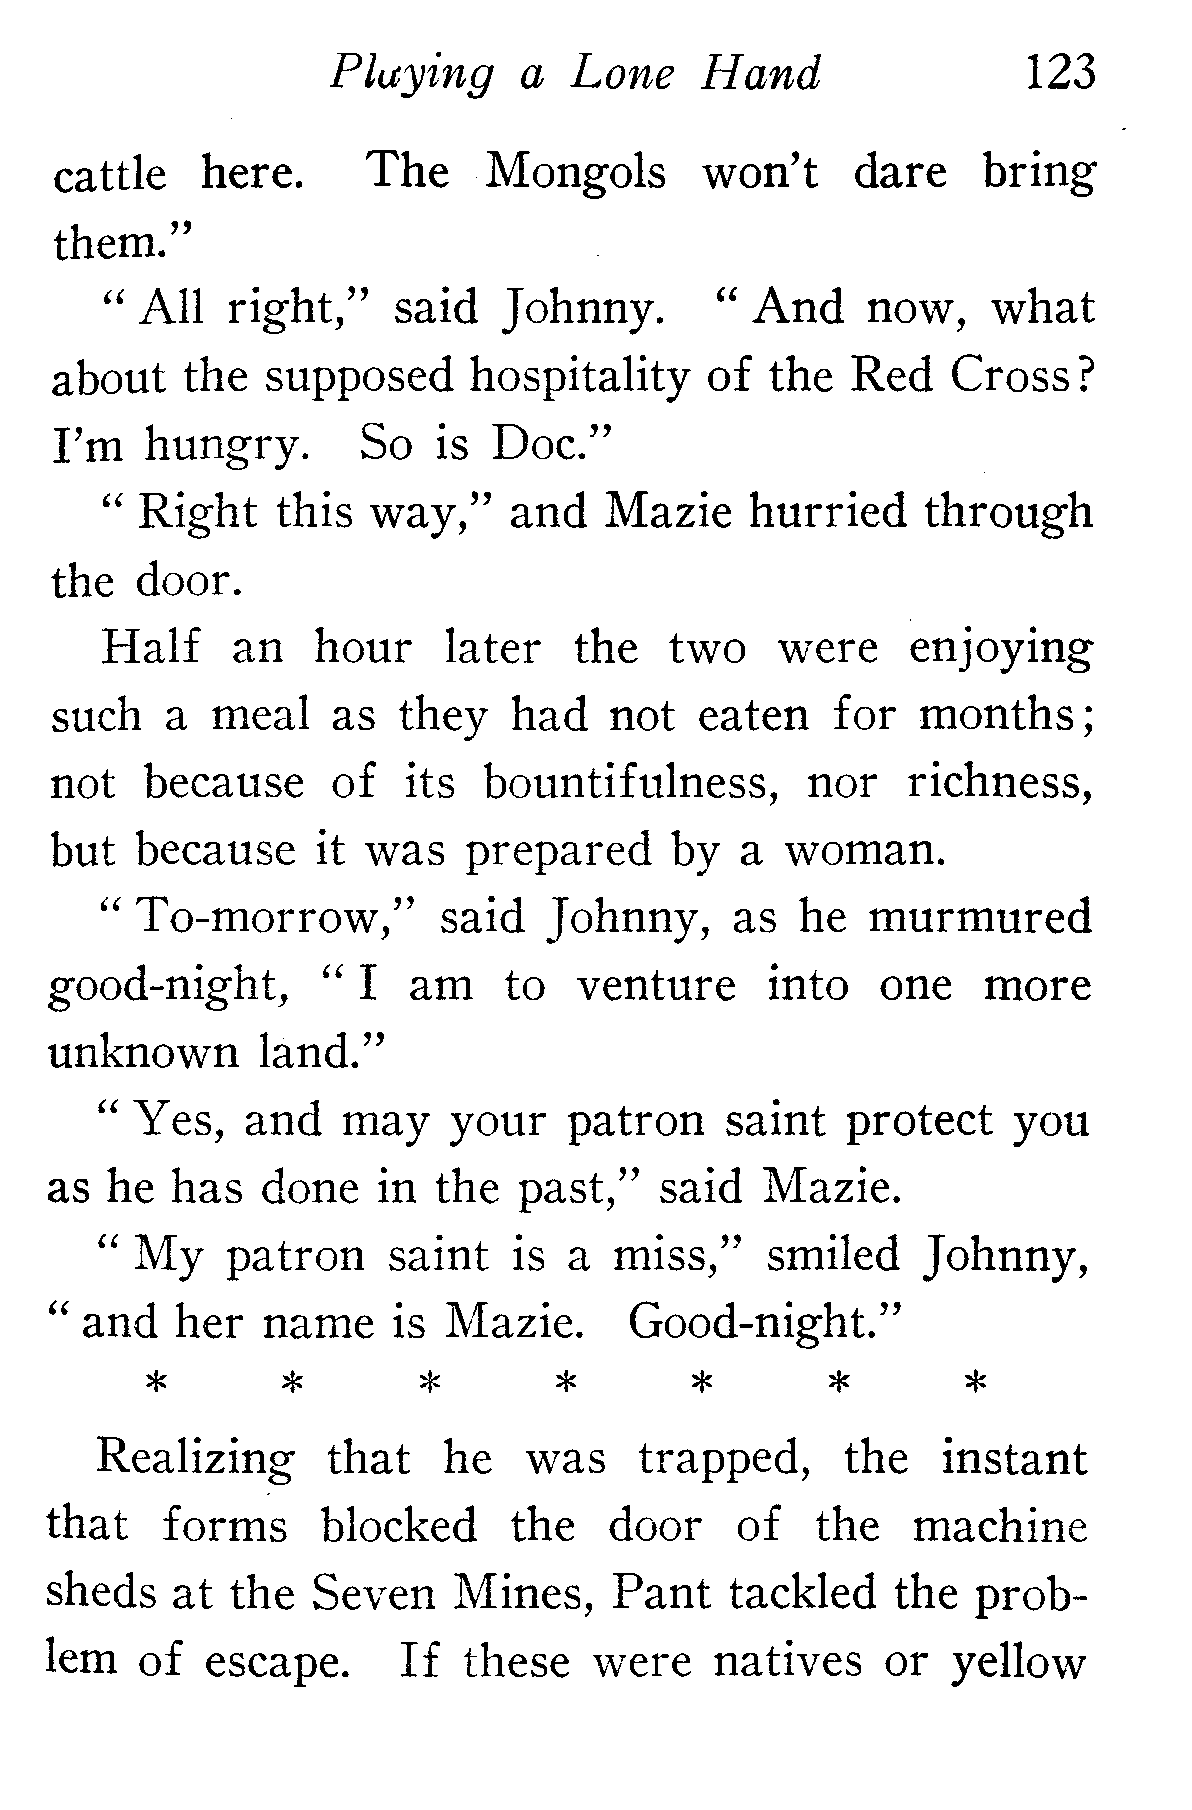 Playing a Lone Hand 123
cattle here. The Mongols won't dare bring
them."
" All right," said Johnny. " And now, what
about the supposed hospitality of the Red Cross?
I'm hungry. So is Doc."
" Right this way," and Mazie hurried through
the door.
Half an hour later the two were enjoying
such a meal as they had not eaten for months;
not because of its bountifulness, nor richness,
but because it was prepared by a woman.
" To-morrow," said Johnny, as he murmured
good-night, " I am to venture into one more
unknown land."
" Yes, and may your patron saint protect you
as he has done in the past," said Mazie.
" My patron saint is a miss," smiled Johnny,
" and her name is Mazie. Good-night."
* * * * * * *
Realizing that he was trapped, the instant
that forms blocked the door of the machine
sheds at the Seven Mines, Pant tackled the prob-
lem of escape. If these were natives or yellow